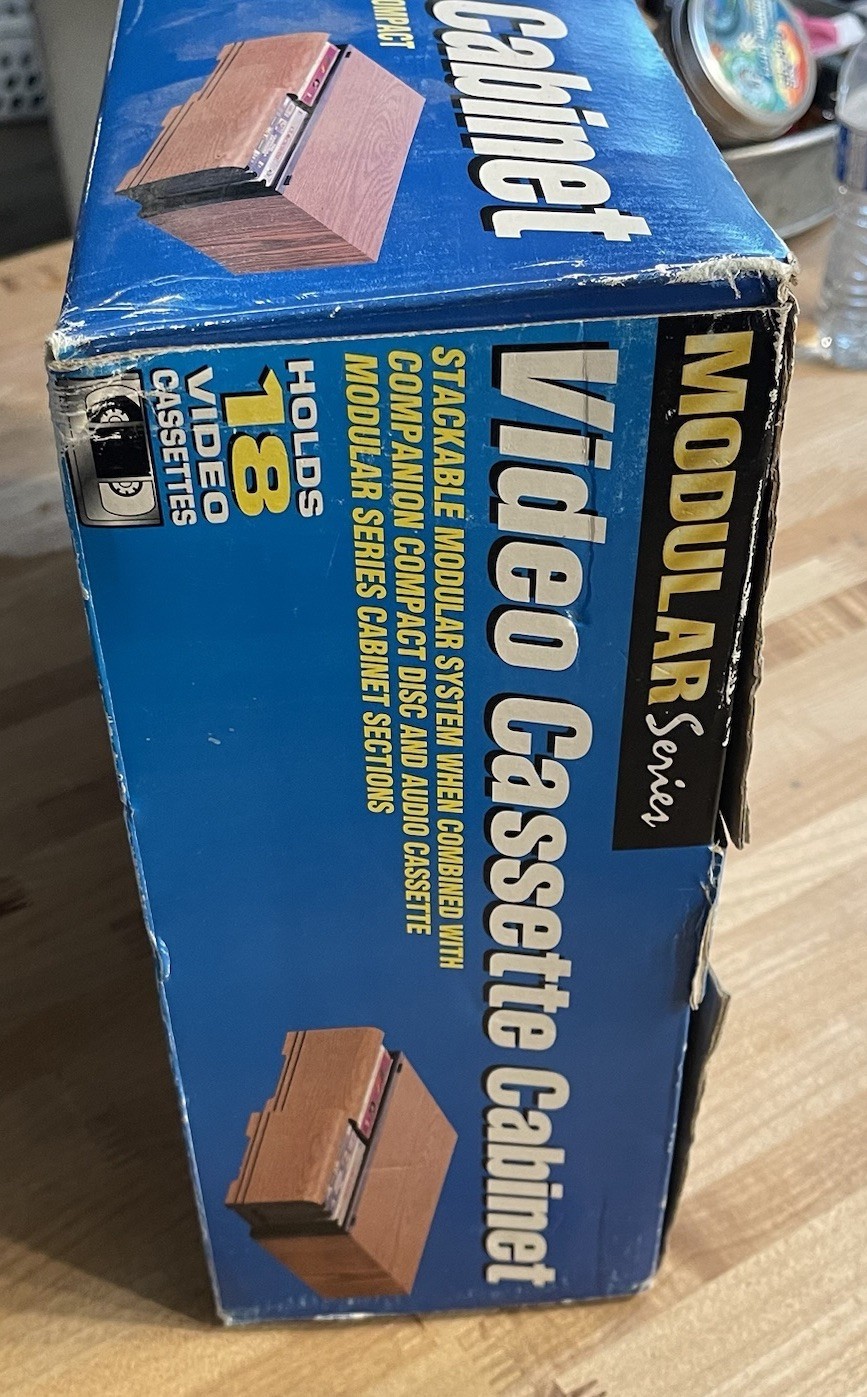 Cabinet
COMPACT
MODULAR Series
Video Cassette Cabinet
STACKABLE MODULAR SYSTEM WHEN COMBINED WITH
COMPANION COMPACT DISC AND AUDIO CASSETTE
MODULAR SERIES CABINET SECTIONS
HOLDS
18
VIDEO
CASSETTES